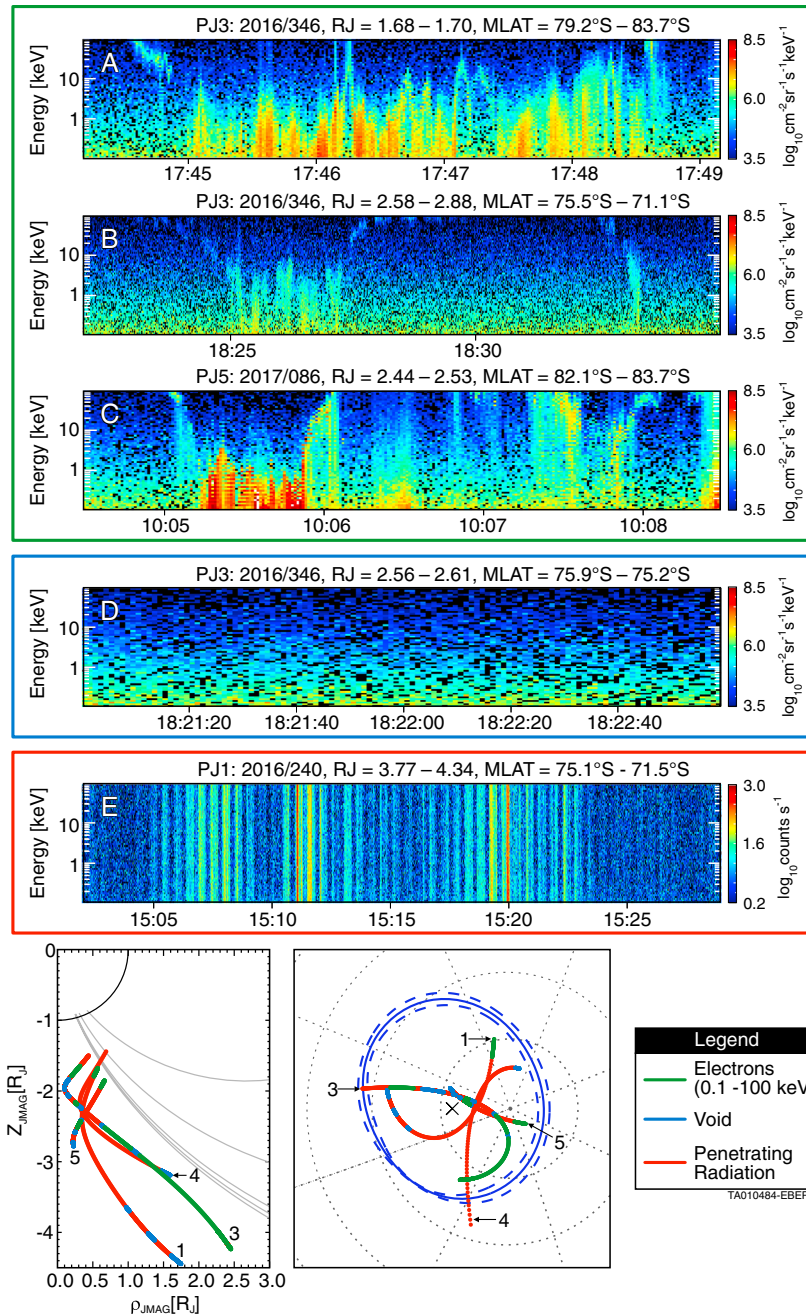 PJ3: 2016/346, RJ = 1.68 – 1.70, MLAT = 79.2°S – 83.7°S
A
Energy [keV]
10
1
17:45 17:46 17:47 17:48 17:49
8.5
6.0
3.5
log10cm-2sr-1s-1keV-1
PJ3: 2016/346, RJ = 2.58 – 2.88, MLAT = 75.5°S – 71.1°S
B
Energy [keV]
10
1
18:25 18:30
8.5
6.0
3.5
log10cm-2sr-1s-1keV-1
PJ5: 2017/086, RJ = 2.44 – 2.53, MLAT = 82.1°S – 83.7°S
C
Energy [keV]
10
1
10:05 10:06 10:07 10:08
8.5
6.0
3.5
log10cm-2sr-1s-1keV-1
PJ3: 2016/346, RJ = 2.56 – 2.61, MLAT = 75.9°S – 75.2°S
D
Energy [keV]
10
1
18:21:20 18:21:40 18:22:00 18:22:20 18:22:40
8.5
6.0
3.5
log10cm-2sr-1s-1keV-1
PJ1: 2016/240, RJ = 3.77 – 4.34, MLAT = 75.1°S - 71.5°S
E
Energy [keV]
10
1
15:05 15:10 15:17 15:20 15:25
3.0
0.2
log10counts s-1
0
-1
-2
-3
-4
ZJMAG[RJ]
5
4
1
3
0.0 0.5 1.0 1.5 2.0 2.5 3.0
ρJMAG[RJ]
1
3
5
4
Legend
Electrons
(0.1 -100 keV
Void
Penetrating
Radiation
TA010484-EBEF